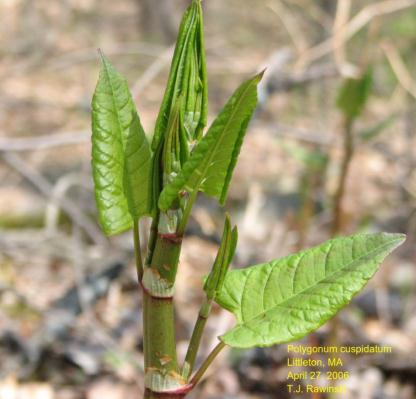 Polygonum cuspidatum
Littleton, MA
April 27, 2006
T.J. Rawinski